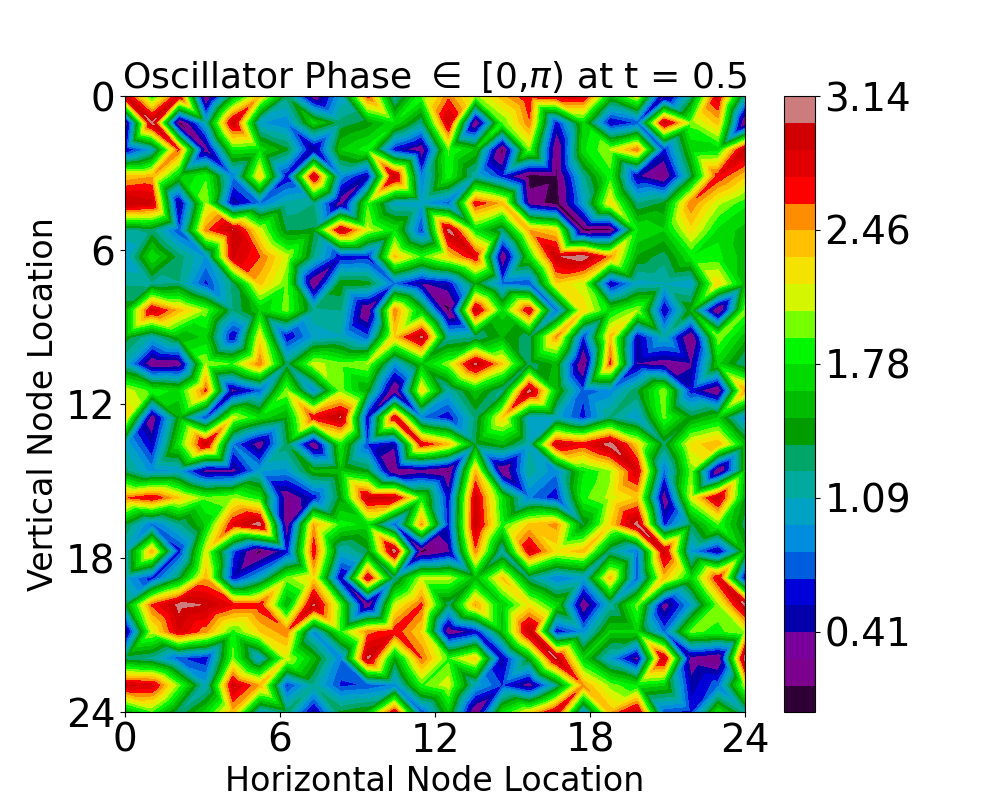 Oscillator Phase ∈ [0,π) at t = 0.5
0
6
12
18
24
Vertical Node Location
0 6 12 18 24
Horizontal Node Location
3.14
2.46
1.78
1.09
0.41